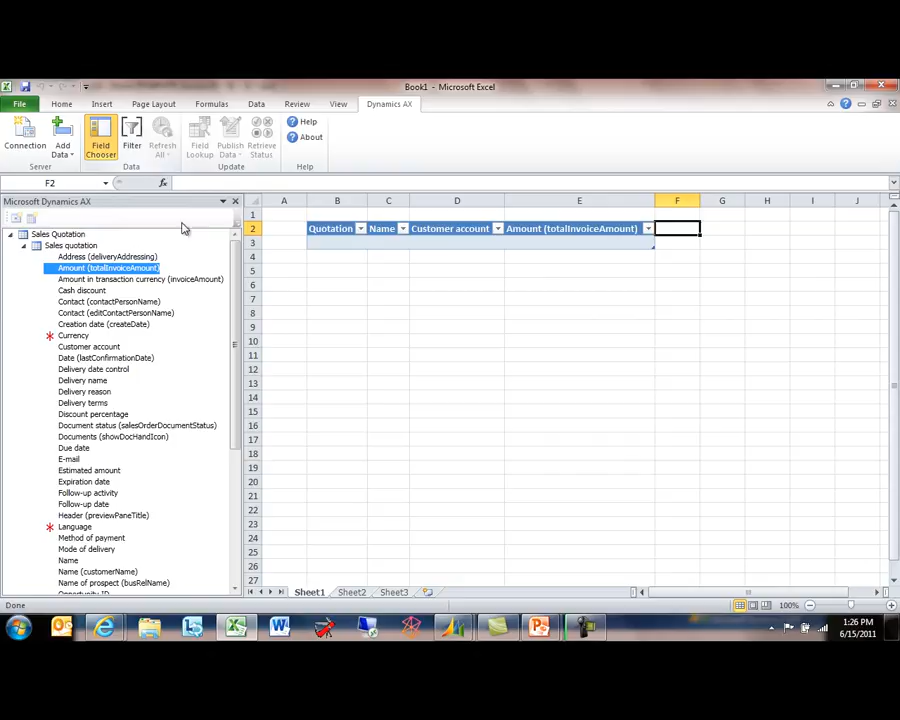 Book1 - Microsoft Excel
File Home Insert Page Layout Formulas Data Review View Dynamics AX
Connection Add Data Field Chooser Filter Refresh All Field Lookup Publish Data Retrieve Status Help About
Server Data Update Help
F2 fx
Microsoft Dynamics AX
A B C D E F G H I J
Sales Quotation
Sales quotation
Address (deliveryAddressing)
Amount (totalInvoiceAmount)
Amount in transaction currency (invoiceAmount)
Cash discount
Contact (contactPersonName)
Contact (editContactPersonName)
Creation date (createDate)
Currency
Customer account
Date (lastConfirmationDate)
Delivery date control
Delivery name
Delivery reason
Delivery terms
Discount percentage
Document status (salesOrderDocumentStatus)
Documents (showDocHandIcon)
Due date
E-mail
Estimated amount
Expiration date
Follow-up activity
Follow-up date
Header (previewPaneTitle)
Language
Method of payment
Mode of delivery
Name
Name (customerName)
Name of prospect (busRelName)
1
2 Quotation Name Customer account Amount (totalInvoiceAmount)
3
4
5
6
7
8
9
10
11
12
13
14
15
16
17
18
19
20
21
22
23
24
25
26
27
Sheet1 Sheet2 Sheet3
Done 100%
1:26 PM
6/15/2011